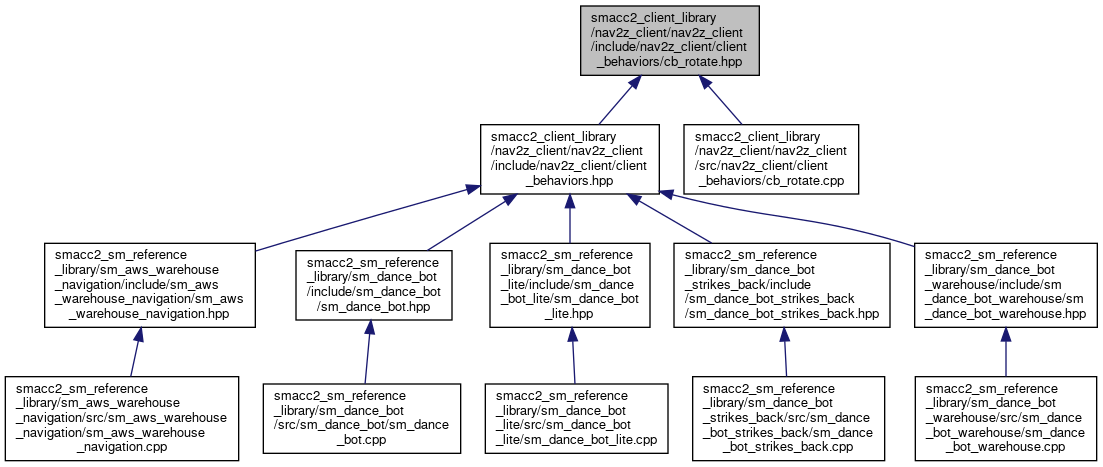 smacc2_client_library
/nav2z_client/nav2z_client
/include/nav2z_client/client
_behaviors/cb_rotate.hpp
smacc2_client_library
/nav2z_client/nav2z_client
/include/nav2z_client/client
_behaviors.hpp
smacc2_client_library
/nav2z_client/nav2z_client
/src/nav2z_client/client
_behaviors/cb_rotate.cpp
smacc2_sm_reference
_library/sm_aws_warehouse
_navigation/include/sm_aws
_warehouse_navigation/sm_aws
_warehouse_navigation.hpp
smacc2_sm_reference
_library/sm_dance_bot
/include/sm_dance_bot
/sm_dance_bot.hpp
smacc2_sm_reference
_library/sm_dance_bot
_lite/include/sm_dance
_bot_lite/sm_dance_bot
_lite.hpp
smacc2_sm_reference
_library/sm_dance_bot
_strikes_back/include
/sm_dance_bot_strikes_back
/sm_dance_bot_strikes_back.hpp
smacc2_sm_reference
_library/sm_dance_bot
_warehouse/include/sm
_dance_bot_warehouse/sm
_dance_bot_warehouse.hpp
smacc2_sm_reference
_library/sm_aws_warehouse
_navigation/src/sm_aws_warehouse
_navigation/sm_aws_warehouse
_navigation.cpp
smacc2_sm_reference
_library/sm_dance_bot
/src/sm_dance_bot/sm_dance
_bot.cpp
smacc2_sm_reference
_library/sm_dance_bot
_lite/src/sm_dance_bot
_lite/sm_dance_bot_lite.cpp
smacc2_sm_reference
_library/sm_dance_bot
_strikes_back/src/sm_dance
_bot_strikes_back/sm_dance
_bot_strikes_back.cpp
smacc2_sm_reference
_library/sm_dance_bot
_warehouse/src/sm_dance
_bot_warehouse/sm_dance
_bot_warehouse.cpp